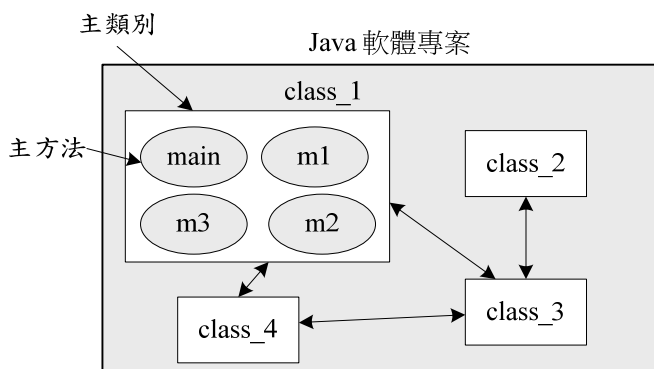 主類別
Java 軟體專案
class_1
主方法
main
m1
class_2
m3
m2
class_4
class_3